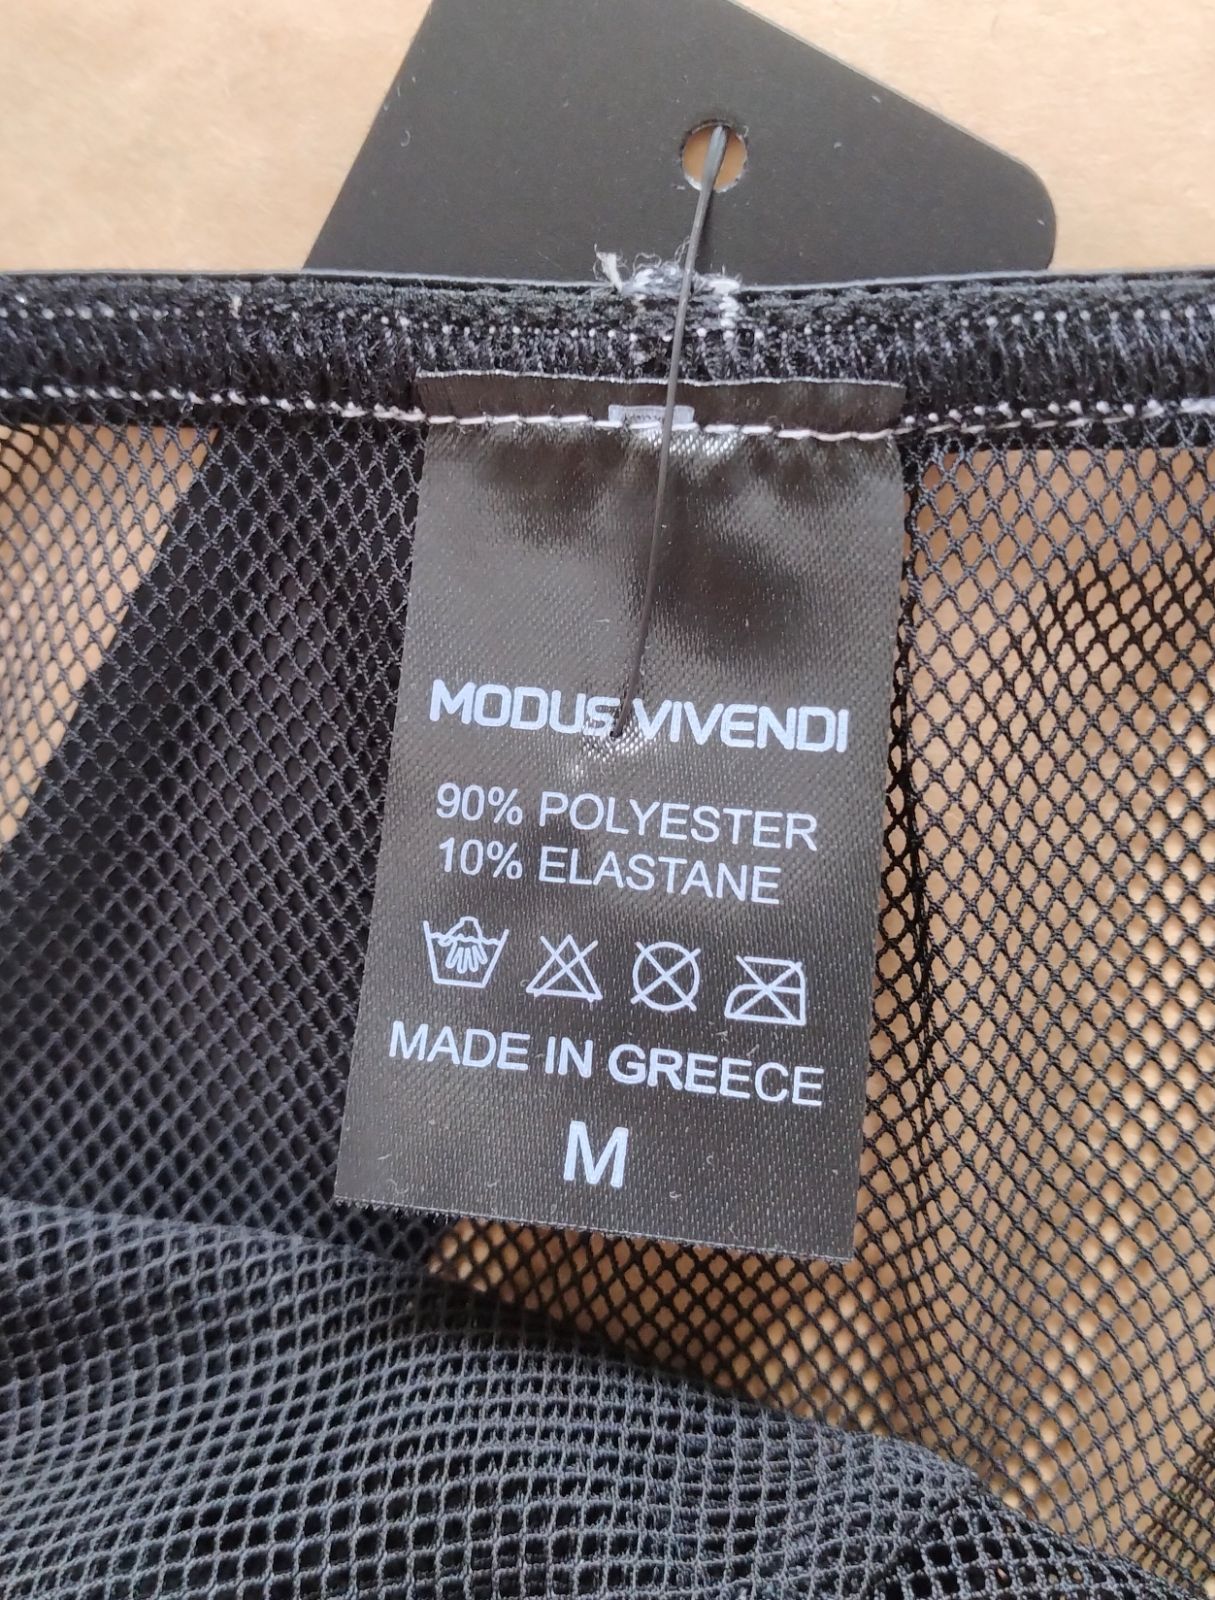 MODUS VIVENDI
90% POLYESTER
10% ELASTANE
MADE IN GREECE
M